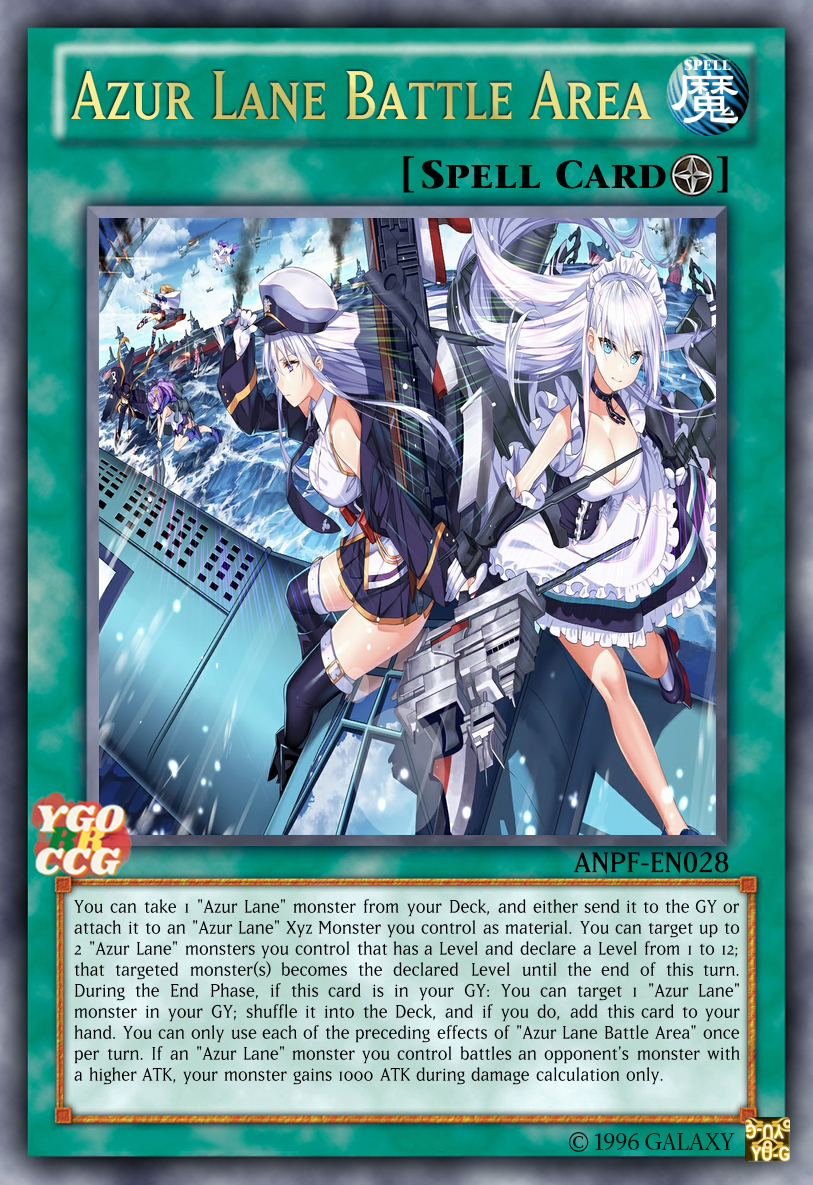 AZUR LANE BATTLE AREA
SPELL
魔
[SPELL CARD]
YGO
BR
CCG
ANPF-EN028
You can take 1 "Azur Lane" monster from your Deck, and either send it to the GY or
attach it to an "Azur Lane" Xyz Monster you control as material. You can target up to
2 "Azur Lane" monsters you control that has a Level and declare a Level from 1 to 12;
that targeted monster(s) becomes the declared Level until the end of this turn.
During the End Phase, if this card is in your GY: You can target 1 "Azur Lane"
monster in your GY; shuffle it into the Deck, and if you do, add this card to your
hand. You can only use each of the preceding effects of "Azur Lane Battle Area" once
per turn. If an "Azur Lane" monster you control battles an opponent's monster with
a higher ATK, your monster gains 1000 ATK during damage calculation only.
© 1996 GALAXY
YU-G